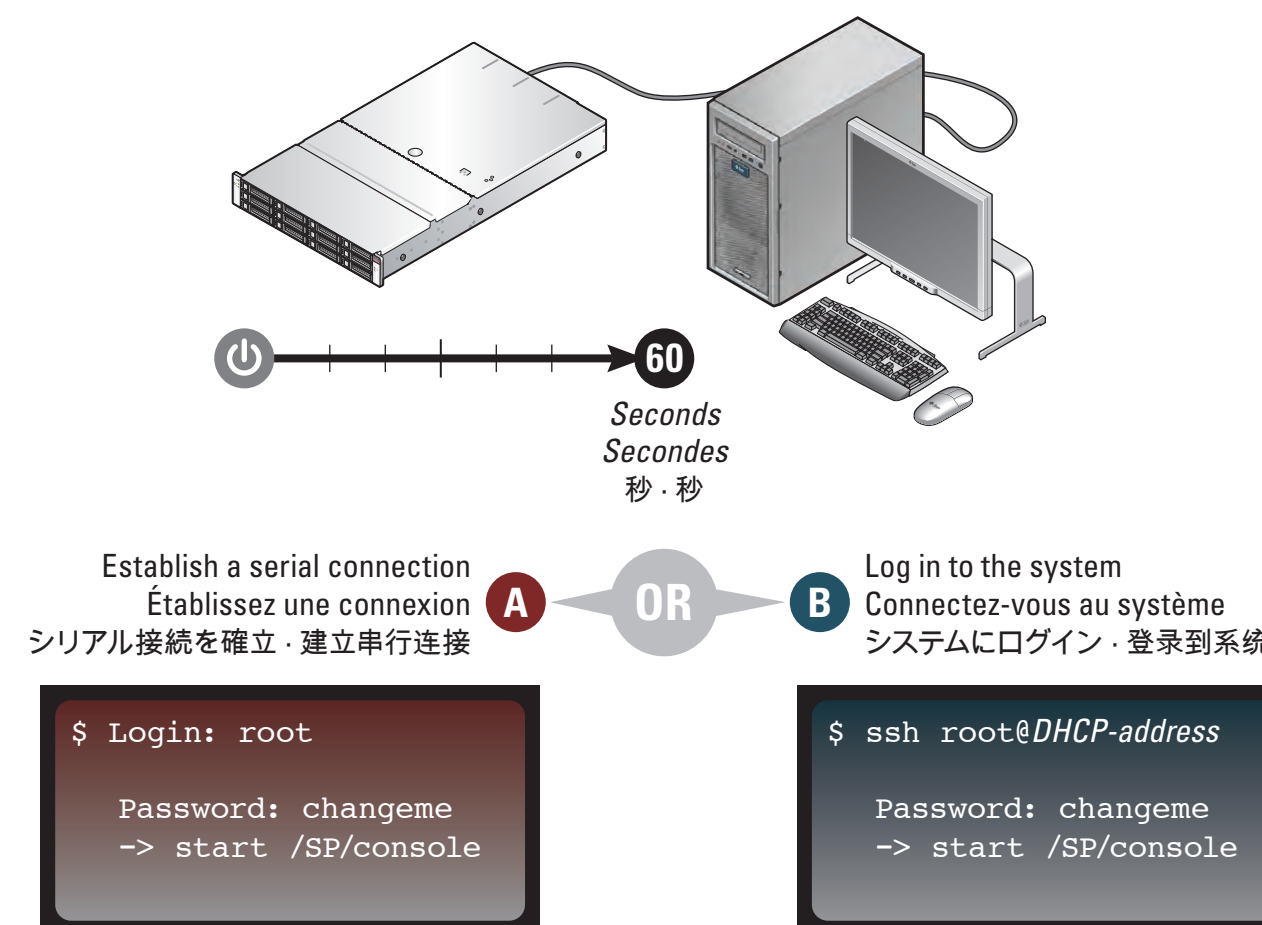 60
Seconds
Secondes
秒 · 秒
Establish a serial connection
Établissez une connexion
シリアル接続を確立 · 建立串行连接
A
OR
B
Log in to the system
Connectez-vous au système
システムにログイン · 登录到系统
$ Login: root
Password: changeme
-> start /SP/console
$ ssh root@DHCP-address
Password: changeme
-> start /SP/console